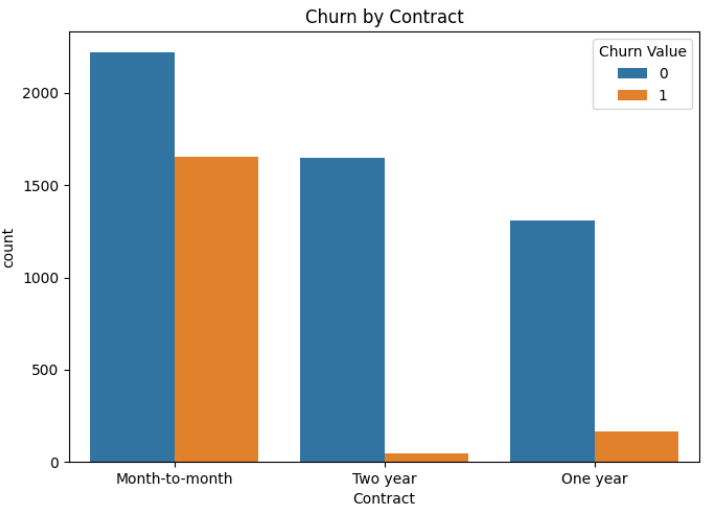 Churn by Contract
Churn Value
0
1
2000
1500
1000
500
0
count
Month-to-month
Two year
One year
Contract